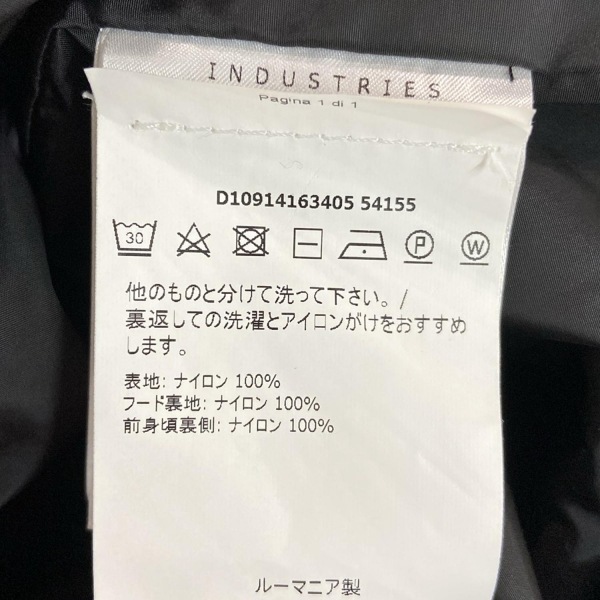 INDUSTRIES
Pagina 1 di 1
D10914163405 54155
30
P
W
他のものと分けて洗って下さい。/
裏返しての洗濯とアイロンがけをおすすめ
します。
表地: ナイロン 100%
フード裏地: ナイロン 100%
前身頃裏側: ナイロン 100%
ルーマニア製